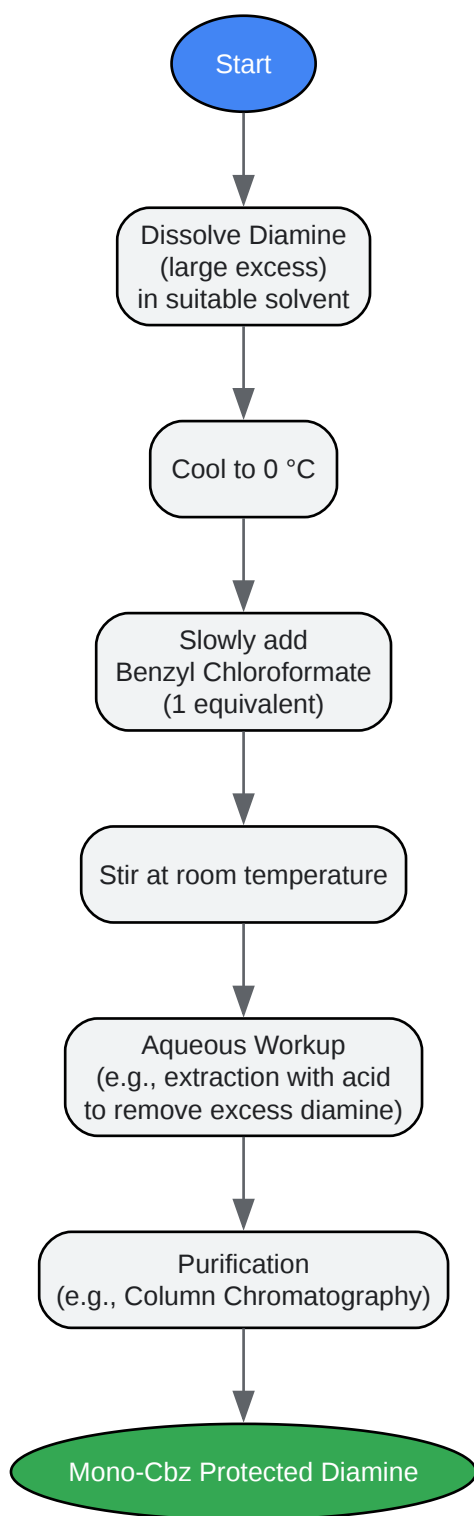 Start
Dissolve Diamine
(large excess)
in suitable solvent
Cool to 0 °C
Slowly add
Benzyl Chloroformate
(1 equivalent)
Stir at room temperature
Aqueous Workup
(e.g., extraction with acid
to remove excess diamine)
Purification
(e.g., Column Chromatography)
Mono-Cbz Protected Diamine